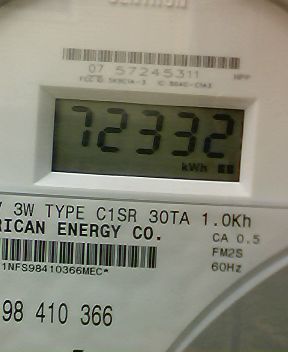 07 57245311 HPP
72332
kWh
V 3W TYPE C1SR 30TA 1.0Kh
RICAN ENERGY CO.
CA 0.5
FM2S
60Hz
1NFS98410366MEC*
98 410 366